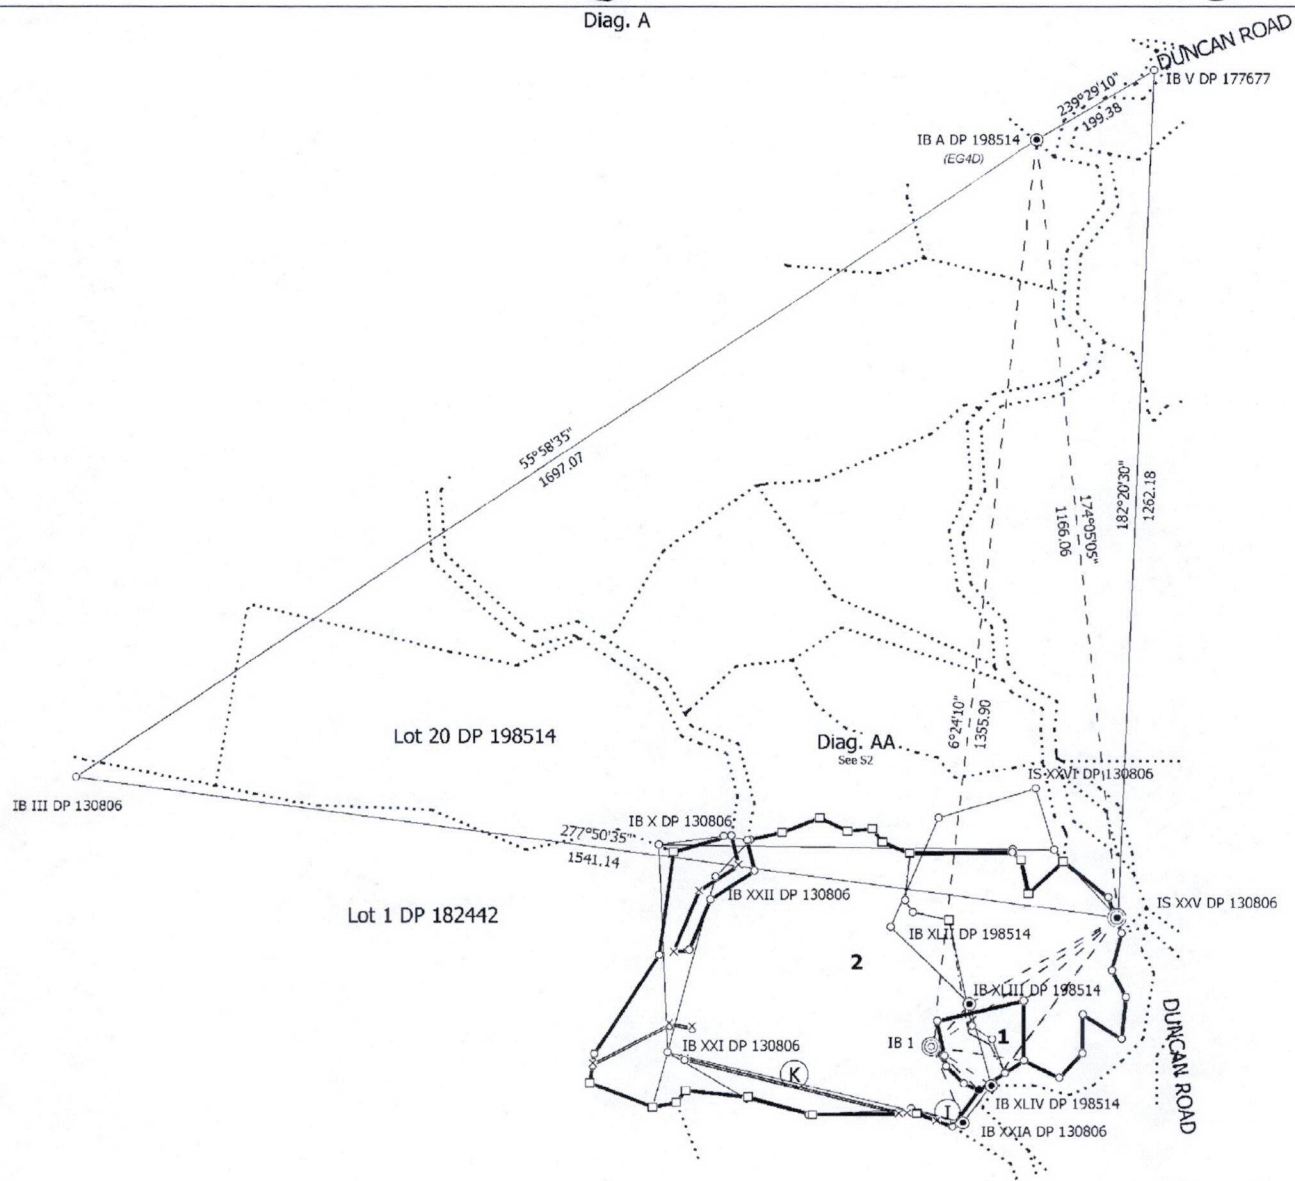 Diag. A
DUNCAN ROAD
IB V DP 177677
239°29'10"
199.38
IB A DP 198514
(EG4D)
55°58'35"
1697.07
182°20'30"
1262.18
174°05'05"
1166.06
6°24'10"
1355.90
Lot 20 DP 198514
Diag. AA
See S2
IS XXVI DP 130806
IB III DP 130806
IB X DP 130806
277°50'35"
1541.14
IB XXII DP 130806
IS XXV DP 130806
Lot 1 DP 182442
IB XLII DP 198514
2
IB XLIII DP 198514
DUNCAN ROAD
1
IB 1
IB XXI DP 130806
K
IB XLIV DP 198514
IB XXIA DP 130806